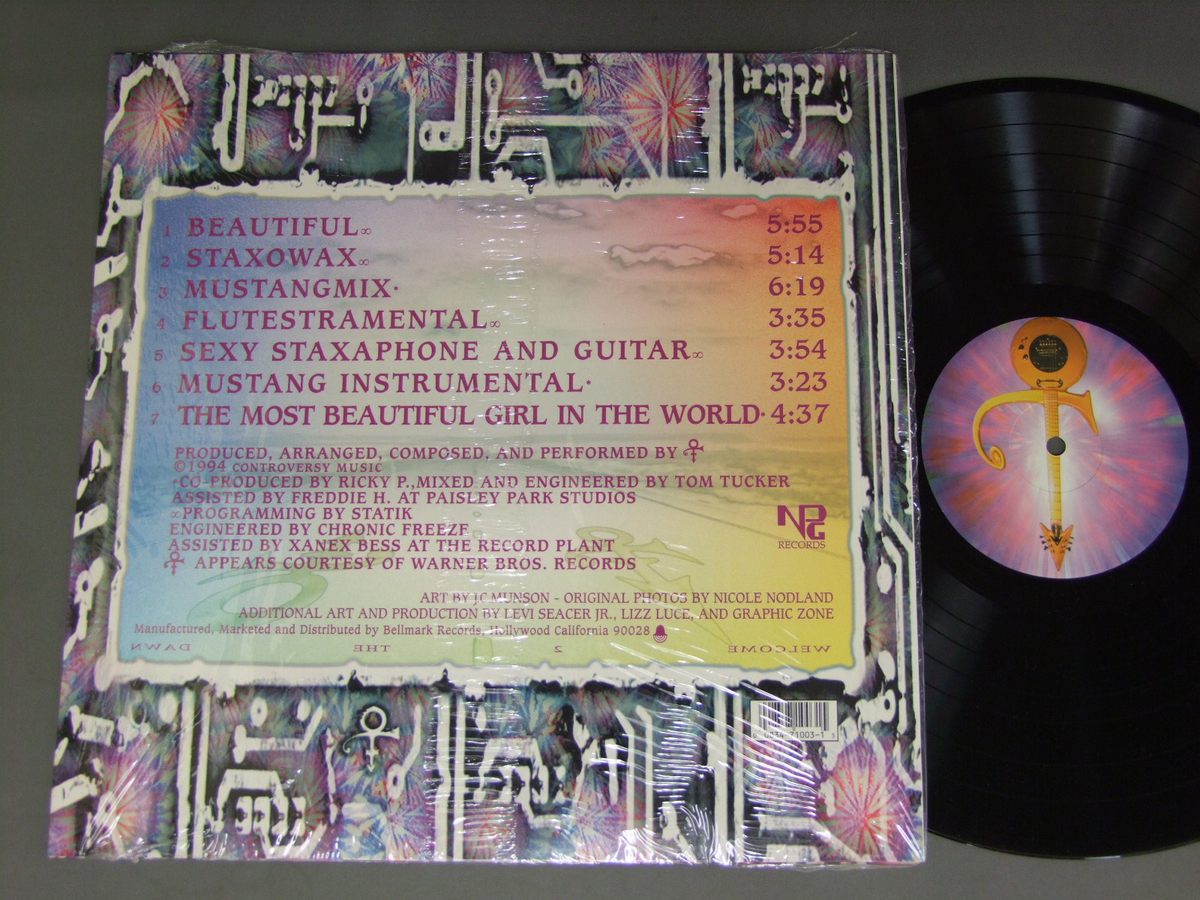 1 BEAUTIFUL∞ 5:55
2 STAXOWAX∞ 5:14
3 MUSTANGMIX• 6:19
4 FLUTESTRAMENTAL∞ 3:35
5 SEXY STAXAPHONE AND GUITAR∞ 3:54
6 MUSTANG INSTRUMENTAL• 3:23
7 THE MOST BEAUTIFUL GIRL IN THE WORLD• 4:37
PRODUCED, ARRANGED, COMPOSED, AND PERFORMED BY
©1994 CONTROVERSY MUSIC
•CO-PRODUCED BY RICKY P., MIXED AND ENGINEERED BY TOM TUCKER
ASSISTED BY FREDDIE H. AT PAISLEY PARK STUDIOS
∞PROGRAMMING BY STATIK
ENGINEERED BY CHRONIC FREEZE
ASSISTED BY XANEX BESS AT THE RECORD PLANT
APPEARS COURTESY OF WARNER BROS. RECORDS
NPG
RECORDS
ART BY JC MUNSON - ORIGINAL PHOTOS BY NICOLE NODLAND
ADDITIONAL ART AND PRODUCTION BY LEVI SEACER JR., LIZZ LUCE, AND GRAPHIC ZONE
Manufactured, Marketed and Distributed by Bellmark Records, Hollywood California 90028
WELCOME 2 THE DAWN